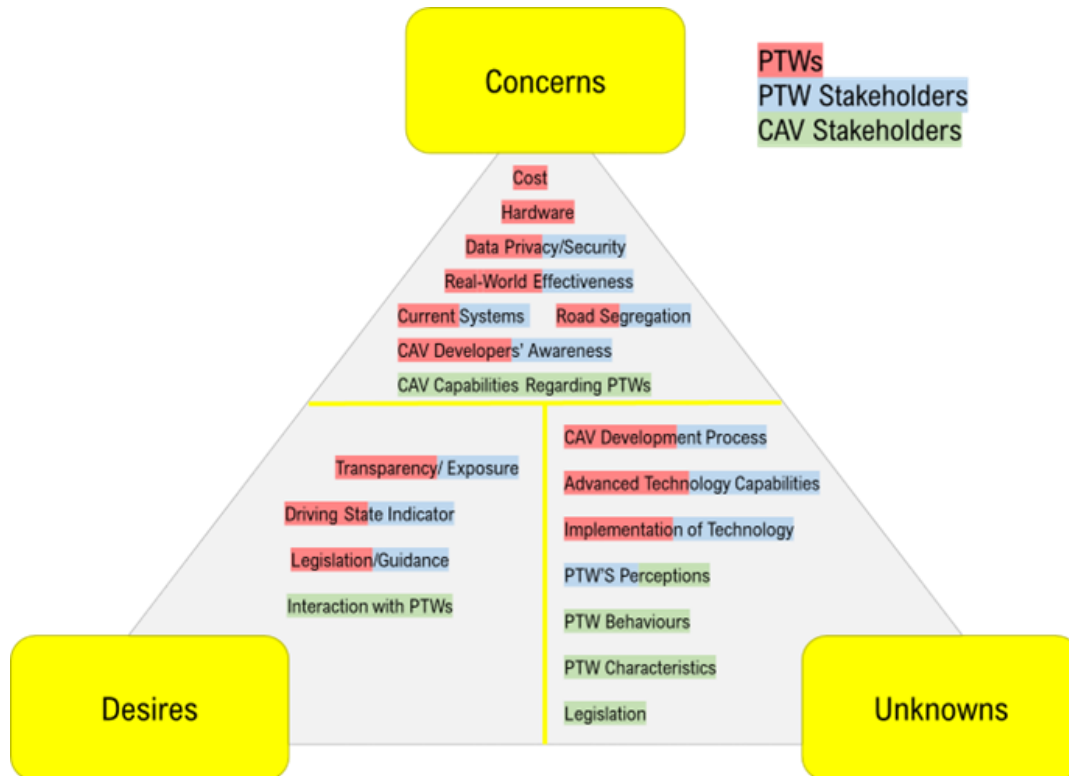 Concerns
PTWs
PTW Stakeholders
CAV Stakeholders
Cost
Hardware
Data Privacy/Security
Real-World Effectiveness
Current Systems
Road Segregation
CAV Developers' Awareness
CAV Capabilities Regarding PTWs
Transparency/ Exposure
Driving State Indicator
Legislation/Guidance
Interaction with PTWs
CAV Development Process
Advanced Technology Capabilities
Implementation of Technology
PTW'S Perceptions
PTW Behaviours
PTW Characteristics
Legislation
Desires
Unknowns